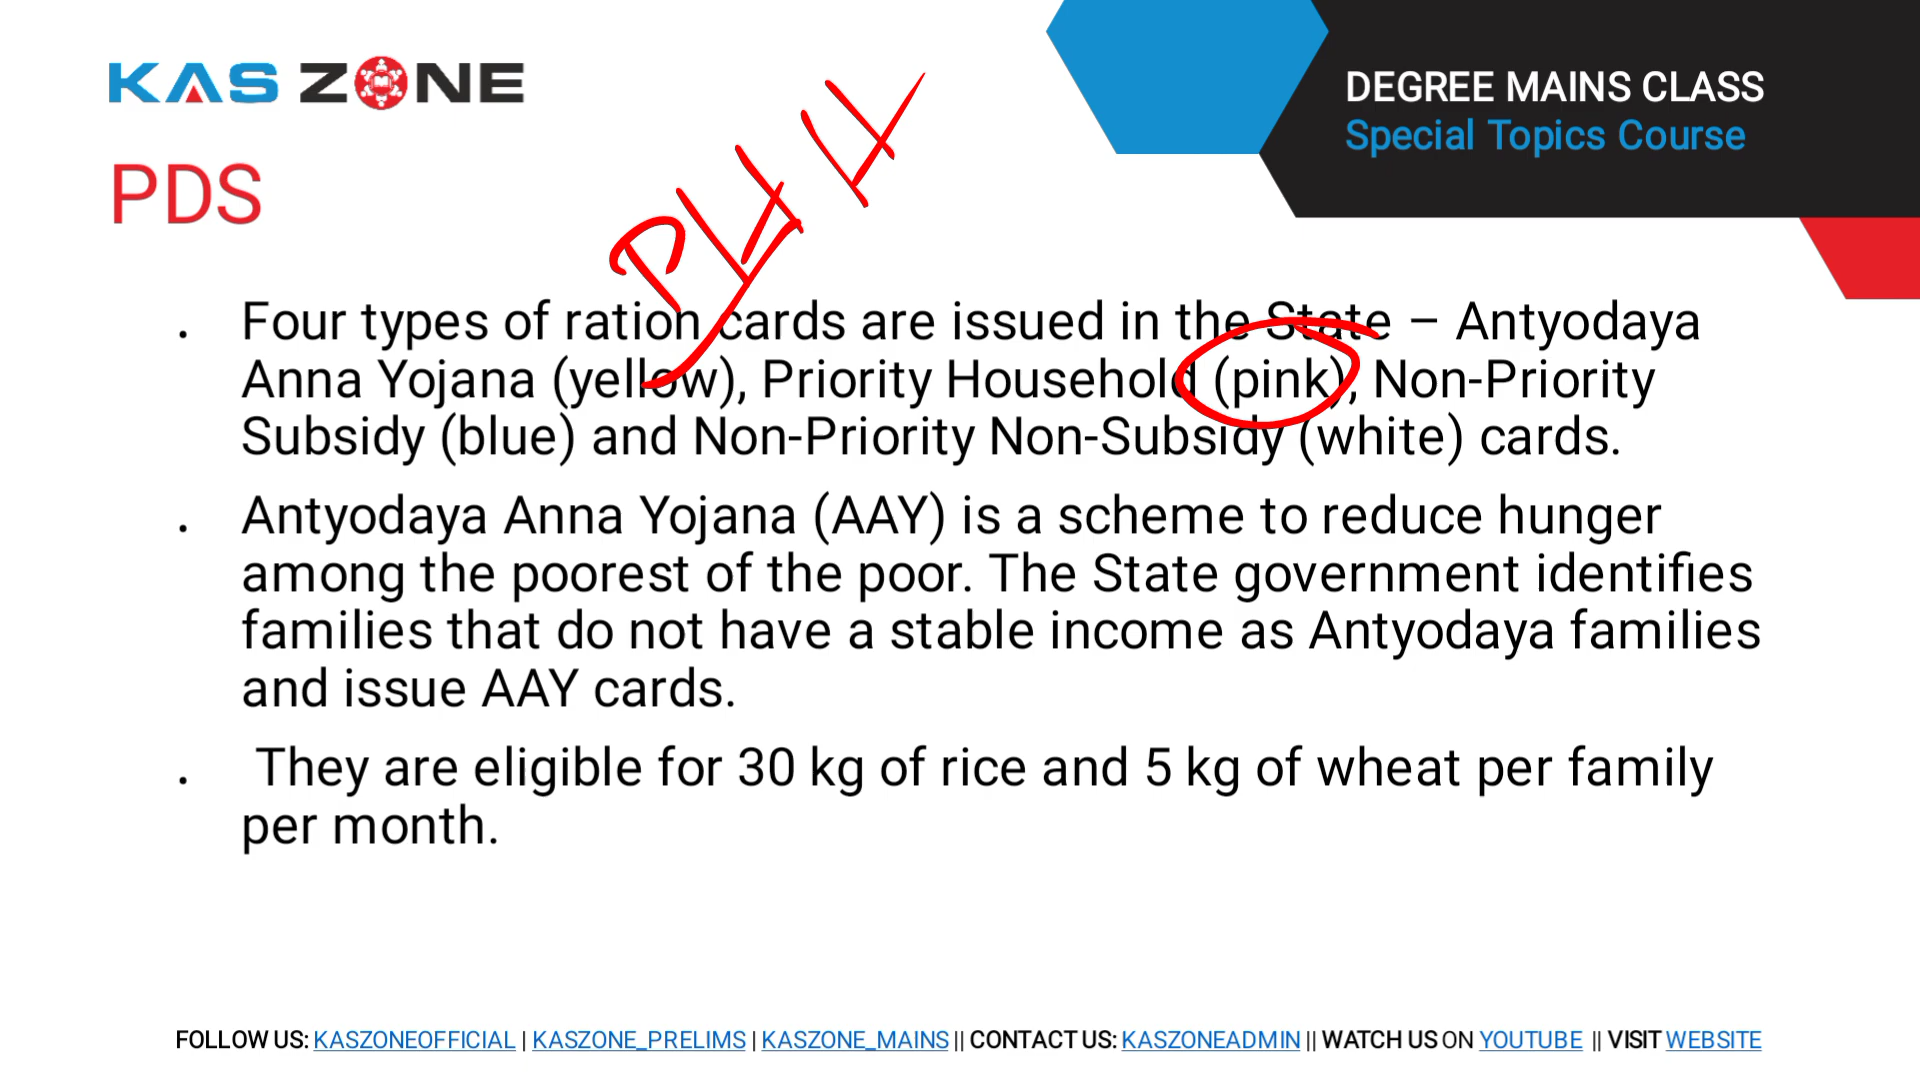 KAS ZONE
DEGREE MAINS CLASS
Special Topics Course
PDS
. Four types of ration cards are issued in the State – Antyodaya
Anna Yojana (yellow), Priority Household (pink), Non-Priority
Subsidy (blue) and Non-Priority Non-Subsidy (white) cards.
. Antyodaya Anna Yojana (AAY) is a scheme to reduce hunger
among the poorest of the poor. The State government identifies
families that do not have a stable income as Antyodaya families
and issue AAY cards.
. They are eligible for 30 kg of rice and 5 kg of wheat per family
per month.
FOLLOW US: KASZONEOFFICIAL | KASZONE_PRELIMS | KASZONE_MAINS || CONTACT US: KASZONEADMIN || WATCH US ON YOUTUBE || VISIT WEBSITE